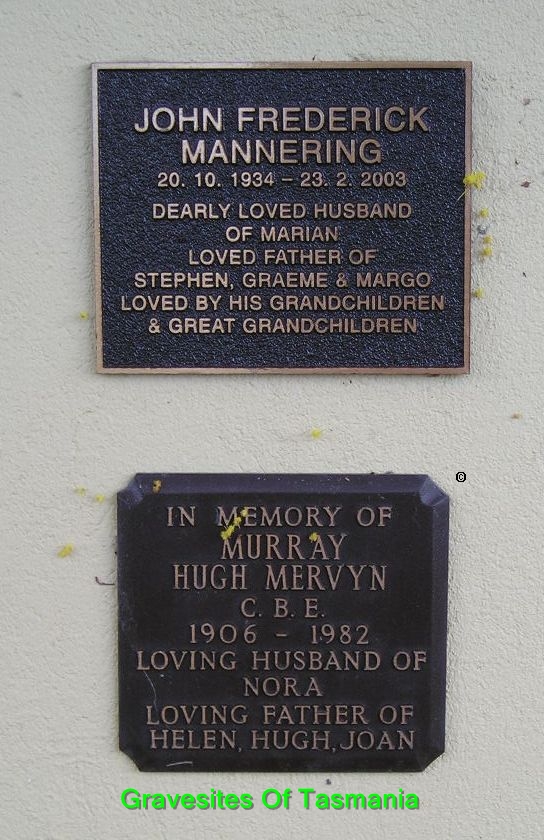 JOHN FREDERICK
MANNERING
20. 10. 1934 – 23. 2. 2003
DEARLY LOVED HUSBAND
OF MARIAN
LOVED FATHER OF
STEPHEN, GRAEME & MARGO
LOVED BY HIS GRANDCHILDREN
& GREAT GRANDCHILDREN
©
IN MEMORY OF
MURRAY
HUGH MERVYN
C. B. E.
1906 - 1982
LOVING HUSBAND OF
NORA
LOVING FATHER OF
HELEN, HUGH, JOAN
Gravesites Of Tasmania